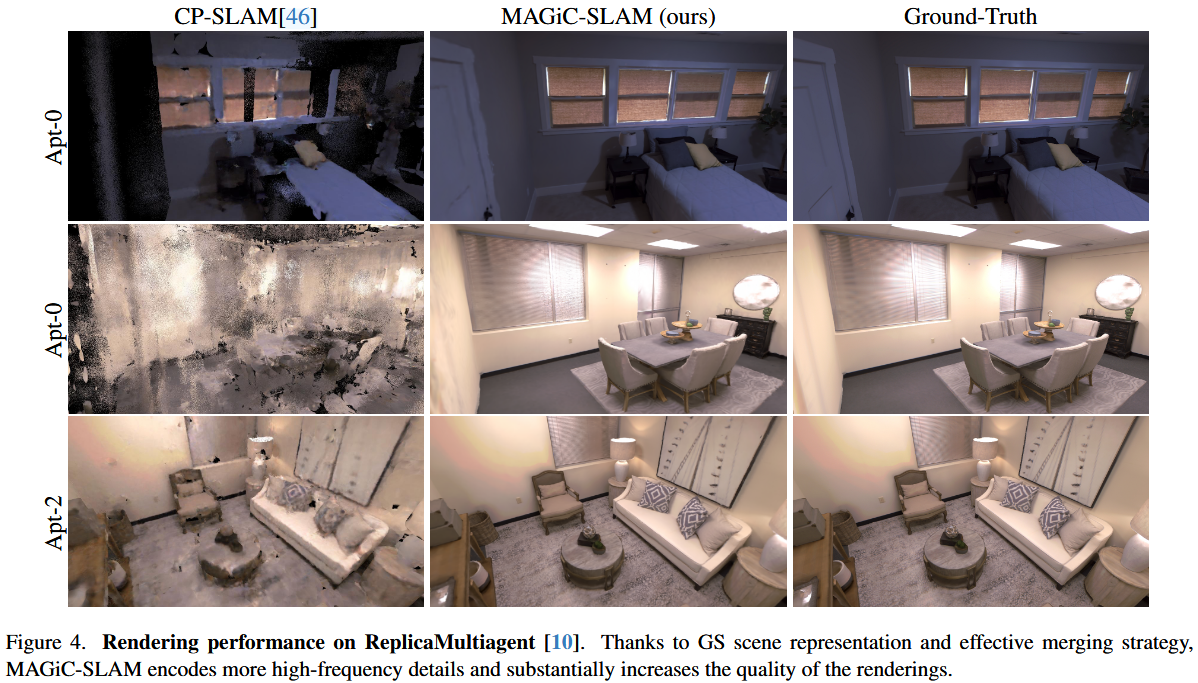 CP-SLAM[46] MAGiC-SLAM (ours) Ground-Truth
Apt-0
Apt-0
Apt-2
Figure 4. Rendering performance on ReplicaMultiagent [10]. Thanks to GS scene representation and effective merging strategy,
MAGiC-SLAM encodes more high-frequency details and substantially increases the quality of the renderings.